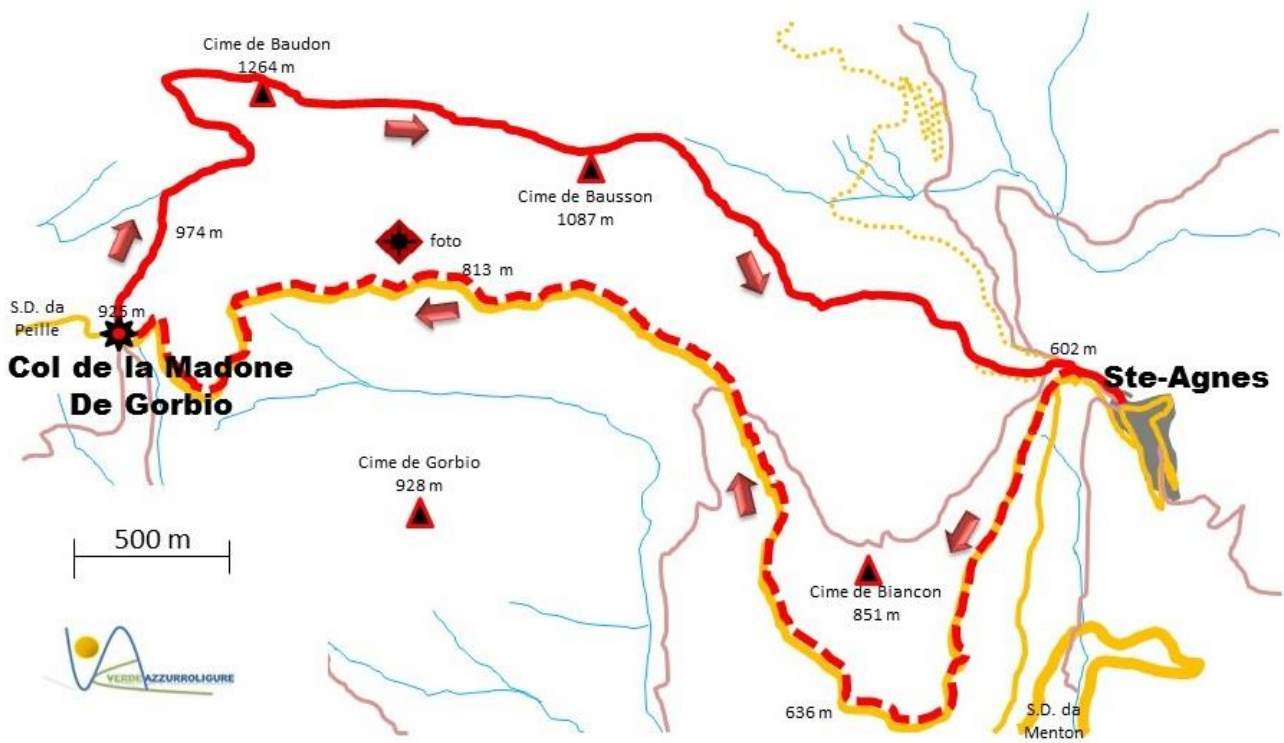 Cime de Baudon
1264 m
Cime de Bausson
1087 m
974 m
foto
813 m
S.D. da
Peille
925 m
Col de la Madone
De Gorbio
602 m
Ste-Agnes
Cime de Gorbio
928 m
500 m
Cime de Biancon
851 m
636 m
S.D. da
Menton
VERDEAZZURROLIGURE